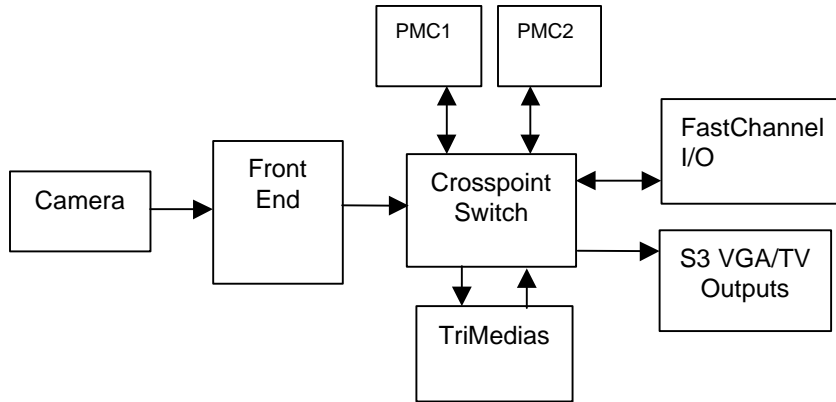 PMC1
PMC2
FastChannel
I/O
Front
End
Crosspoint
Switch
Camera
S3 VGA/TV
Outputs
TriMedias